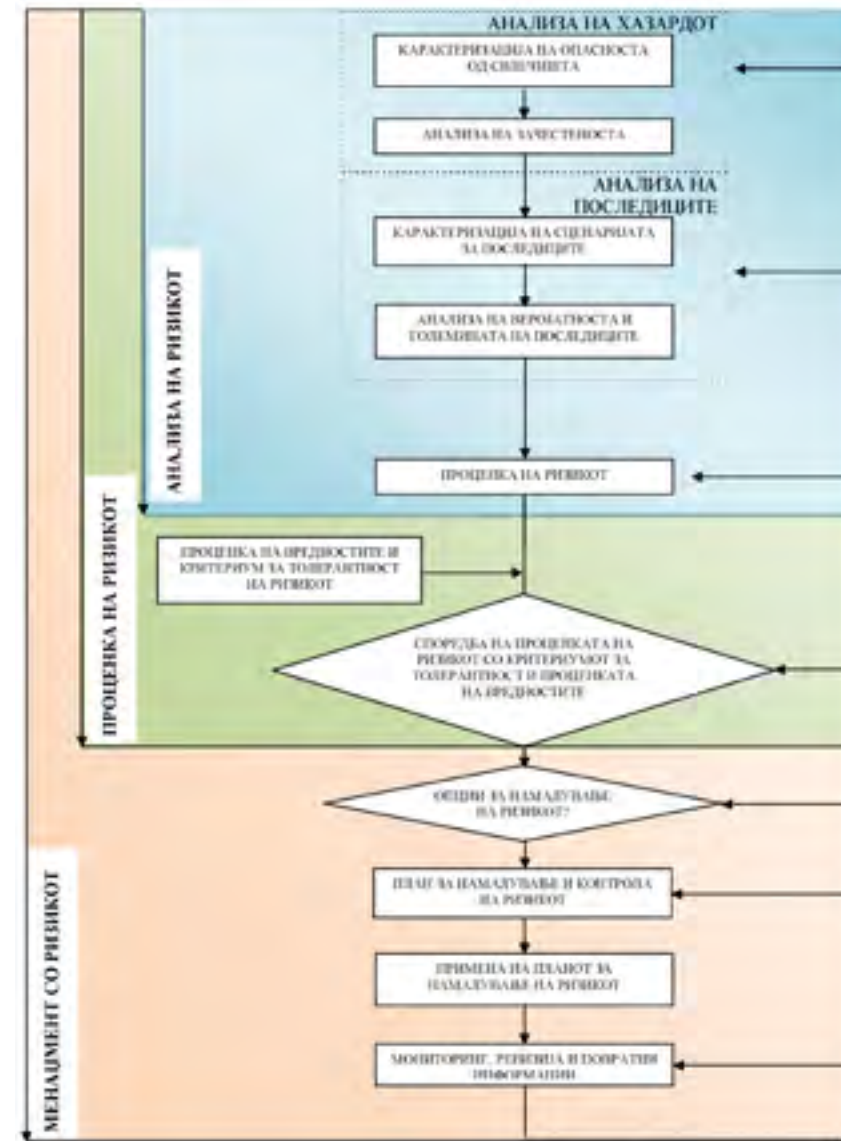 АНАЛИЗА НА ХАЗАРДОТ
КАРАКТЕРИЗАЦИЈА НА ОПАСНОСТА
ОД СВЛЕЧИШТА
АНАЛИЗА НА ЗАЧЕСТЕНОСТА
АНАЛИЗА НА
ПОСЛЕДИЦИТЕ
КАРАКТЕРИЗАЦИЈА НА СЦЕНАРИЈАТА
ЗА ПОСЛЕДИЦИТЕ
АНАЛИЗА НА ВЕРОЈАТНОСТА И
ГОЛЕМИНАТА НА ПОСЛЕДИЦИТЕ
АНАЛИЗА НА РИЗИКОТ
ПРОЦЕНКА НА РИЗИКОТ
ПРОЦЕНКА НА ВРЕДНОСТИТЕ И
КРИТЕРИУМ ЗА ТОЛЕРАНТНОСТ
НА РИЗИКОТ
СПОРЕДБА НА ПРОЦЕНКАТА НА
РИЗИКОТ СО КРИТЕРИУМОТ ЗА
ТОЛЕРАНТНОСТ И ПРОЦЕНКАТА
НА ВРЕДНОСТИТЕ
ПРОЦЕНКА НА РИЗИКОТ
ОПЦИИ ЗА НАМАЛУВАЊЕ
НА РИЗИКОТ?
ПЛАН ЗА НАМАЛУВАЊЕ И КОНТРОЛА
НА РИЗИКОТ
ПРИМЕНА НА ПЛАНОТ ЗА
НАМАЛУВАЊЕ НА РИЗИКОТ
МОНИТОРИНГ, РЕВИЗИЈА И ПОВРАТНИ
ИНФОРМАЦИИ
МЕНАЏМЕНТ СО РИЗИКОТ